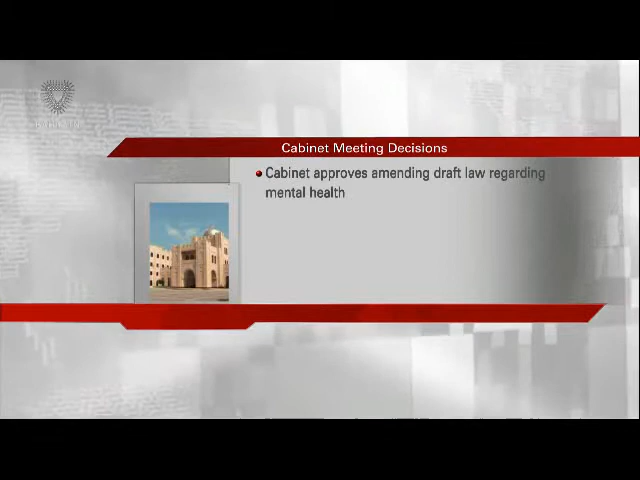 Cabinet Meeting Decisions
Cabinet approves amending draft law regarding
mental health